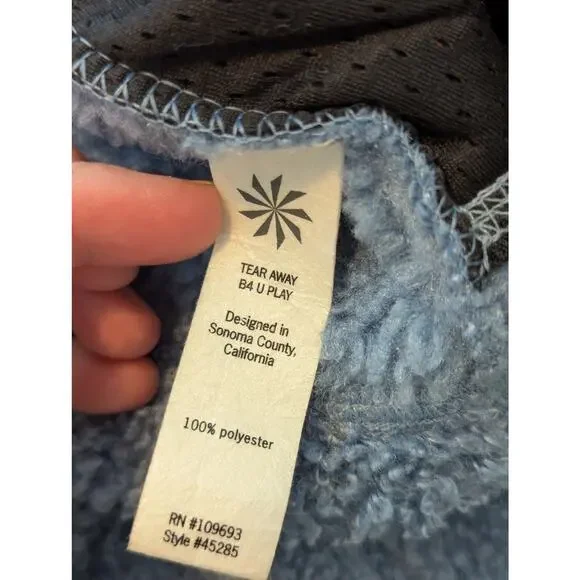 TEAR AWAY
B4 U PLAY
Designed in
Sonoma County,
California
100% polyester
RN #109693
Style #45285